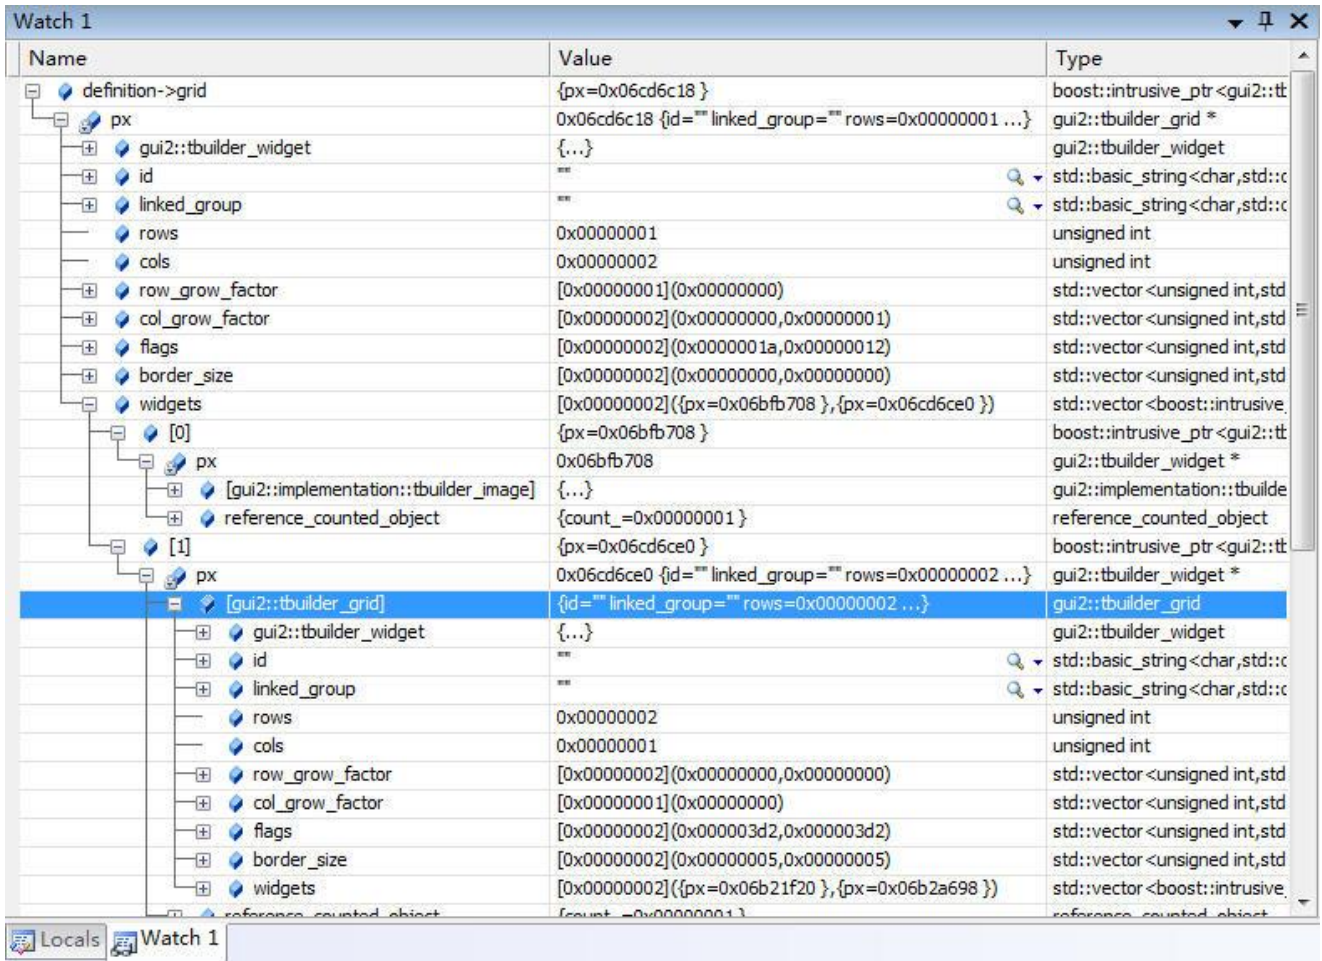 Watch 1
Name Value Type
definition->grid {px=0x06cd6c18 } boost::intrusive_ptr<gui2::tb
px 0x06cd6c18 {id="" linked_group="" rows=0x00000001 ...} gui2::tbuilder_grid *
gui2::tbuilder_widget {...} gui2::tbuilder_widget
id "" std::basic_string<char,std::c
linked_group "" std::basic_string<char,std::c
rows 0x00000001 unsigned int
cols 0x00000002 unsigned int
row_grow_factor [0x00000001](0x00000000) std::vector<unsigned int,std
col_grow_factor [0x00000002](0x00000000,0x00000001) std::vector<unsigned int,std
flags [0x00000002](0x0000001a,0x00000012) std::vector<unsigned int,std
border_size [0x00000002](0x00000000,0x00000000) std::vector<unsigned int,std
widgets [0x00000002]({px=0x06bfb708 },{px=0x06cd6ce0 }) std::vector<boost::intrusive_
[0] {px=0x06bfb708 } boost::intrusive_ptr<gui2::tb
px 0x06bfb708 gui2::tbuilder_widget *
[gui2::implementation::tbuilder_image] {...} gui2::implementation::tbuilde
reference_counted_object {count_=0x00000001 } reference_counted_object
[1] {px=0x06cd6ce0 } boost::intrusive_ptr<gui2::tb
px 0x06cd6ce0 {id="" linked_group="" rows=0x00000002 ...} gui2::tbuilder_widget *
[gui2::tbuilder_grid] {id="" linked_group="" rows=0x00000002 ...} gui2::tbuilder_grid
gui2::tbuilder_widget {...} gui2::tbuilder_widget
id "" std::basic_string<char,std::c
linked_group "" std::basic_string<char,std::c
rows 0x00000002 unsigned int
cols 0x00000001 unsigned int
row_grow_factor [0x00000002](0x00000000,0x00000000) std::vector<unsigned int,std
col_grow_factor [0x00000001](0x00000000) std::vector<unsigned int,std
flags [0x00000002](0x000003d2,0x000003d2) std::vector<unsigned int,std
border_size [0x00000002](0x00000005,0x00000005) std::vector<unsigned int,std
widgets [0x00000002]({px=0x06b21f20 },{px=0x06b2a698 }) std::vector<boost::intrusive_
reference_counted_object {count_=0x00000001 } reference_counted_object
Locals Watch 1